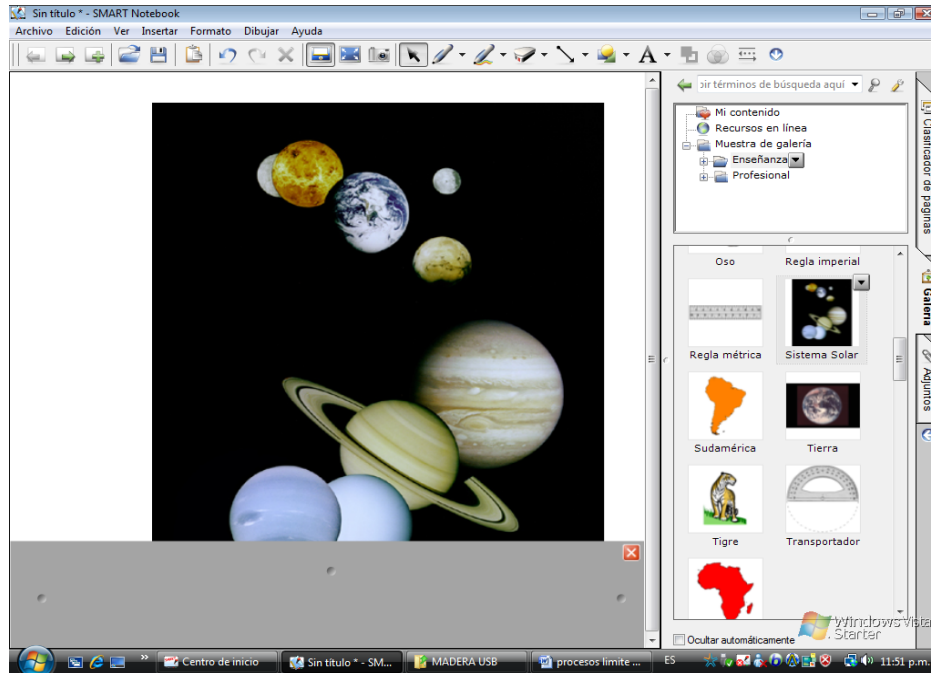 Sin título * - SMART Notebook
Archivo Edición Ver Insertar Formato Dibujar Ayuda
bir términos de búsqueda aquí
Mi contenido
Recursos en línea
Muestra de galería
Enseñanza
Profesional
Oso
Regla imperial
Regla métrica
Sistema Solar
Sudamérica
Tierra
Tigre
Transportador
Ocultar automáticamente
Clasificador de páginas
Galería
Adjuntos
Windows Vista
Starter
Centro de inicio
Sin título * - SM...
MADERA USB
procesos limite ...
ES
11:51 p.m.